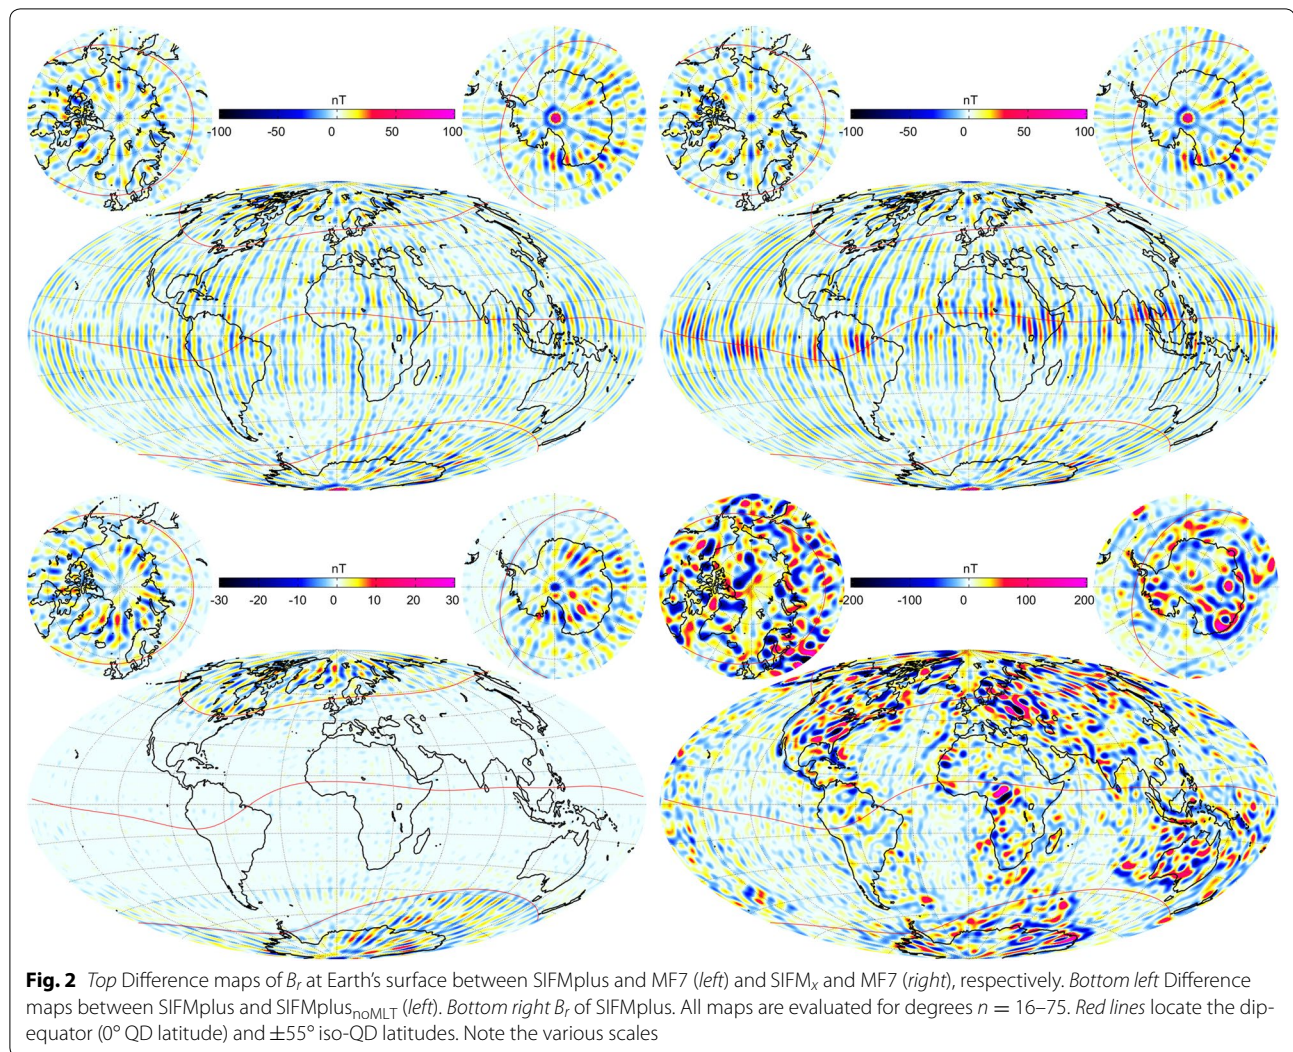 nT
-100 -50 0 50 100
nT
-100 -50 0 50 100
nT
-30 -20 -10 0 10 20 30
nT
-200 -100 0 100 200
Fig. 2 Top Difference maps of Br at Earth's surface between SIFMplus and MF7 (left) and SIFMx and MF7 (right), respectively. Bottom left Difference
maps between SIFMplus and SIFMplusnoMLT (left). Bottom right Br of SIFMplus. All maps are evaluated for degrees n = 16–75. Red lines locate the dip-
equator (0° QD latitude) and ±55° iso-QD latitudes. Note the various scales